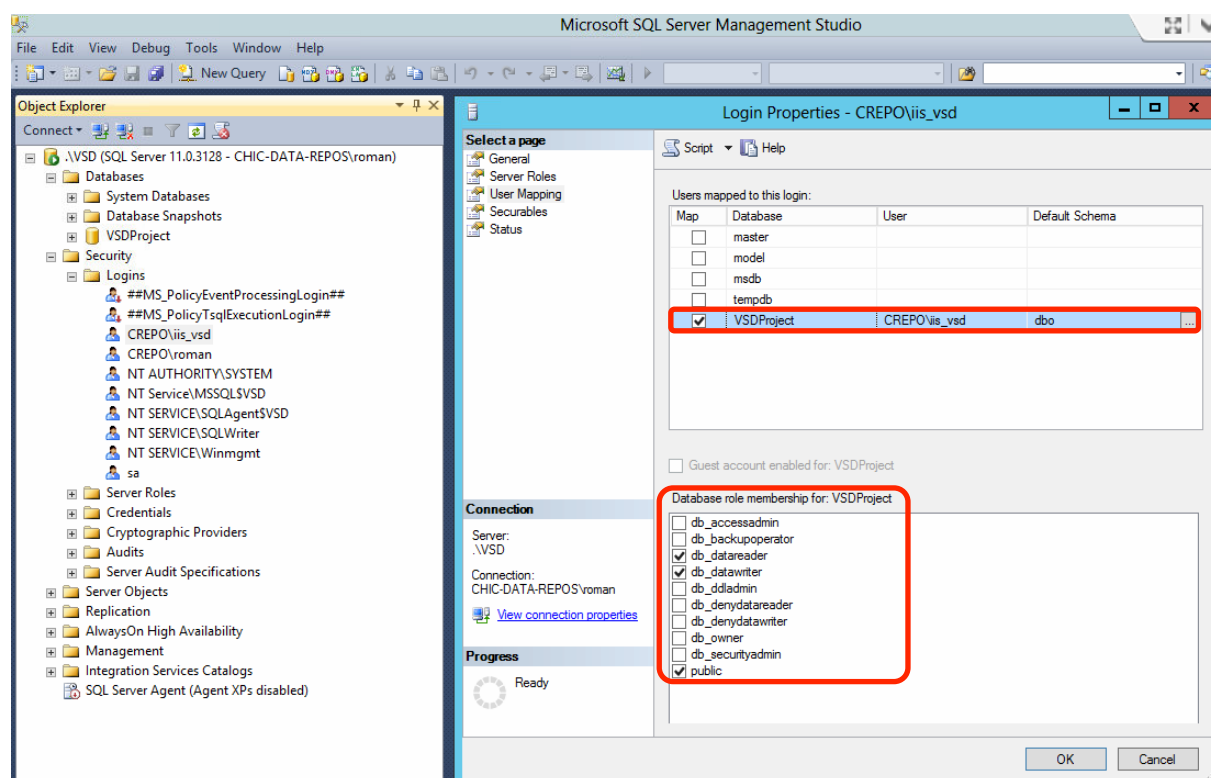 Microsoft SQL Server Management Studio
File Edit View Debug Tools Window Help
New Query
Object Explorer
Connect
.\VSD (SQL Server 11.0.3128 - CHIC-DATA-REPOS\roman)
Databases
System Databases
Database Snapshots
VSDProject
Security
Logins
##MS_PolicyEventProcessingLogin##
##MS_PolicyTsqlExecutionLogin##
CREPO\iis_vsd
CREPO\roman
NT AUTHORITY\SYSTEM
NT Service\MSSQL$VSD
NT SERVICE\SQLAgent$VSD
NT SERVICE\SQLWriter
NT SERVICE\Winmgmt
sa
Server Roles
Credentials
Cryptographic Providers
Audits
Server Audit Specifications
Server Objects
Replication
AlwaysOn High Availability
Management
Integration Services Catalogs
SQL Server Agent (Agent XPs disabled)
Login Properties - CREPO\iis_vsd
Select a page
General
Server Roles
User Mapping
Securables
Status
Connection
Server:
.\VSD
Connection:
CHIC-DATA-REPOS\roman
View connection properties
Progress
Ready
Script Help
Users mapped to this login:
Map Database User Default Schema
master
model
msdb
tempdb
VSDProject CREPO\iis_vsd dbo ...
Guest account enabled for: VSDProject
Database role membership for: VSDProject
db_accessadmin
db_backupoperator
db_datareader
db_datawriter
db_ddladmin
db_denydatareader
db_denydatawriter
db_owner
db_securityadmin
public
OK Cancel